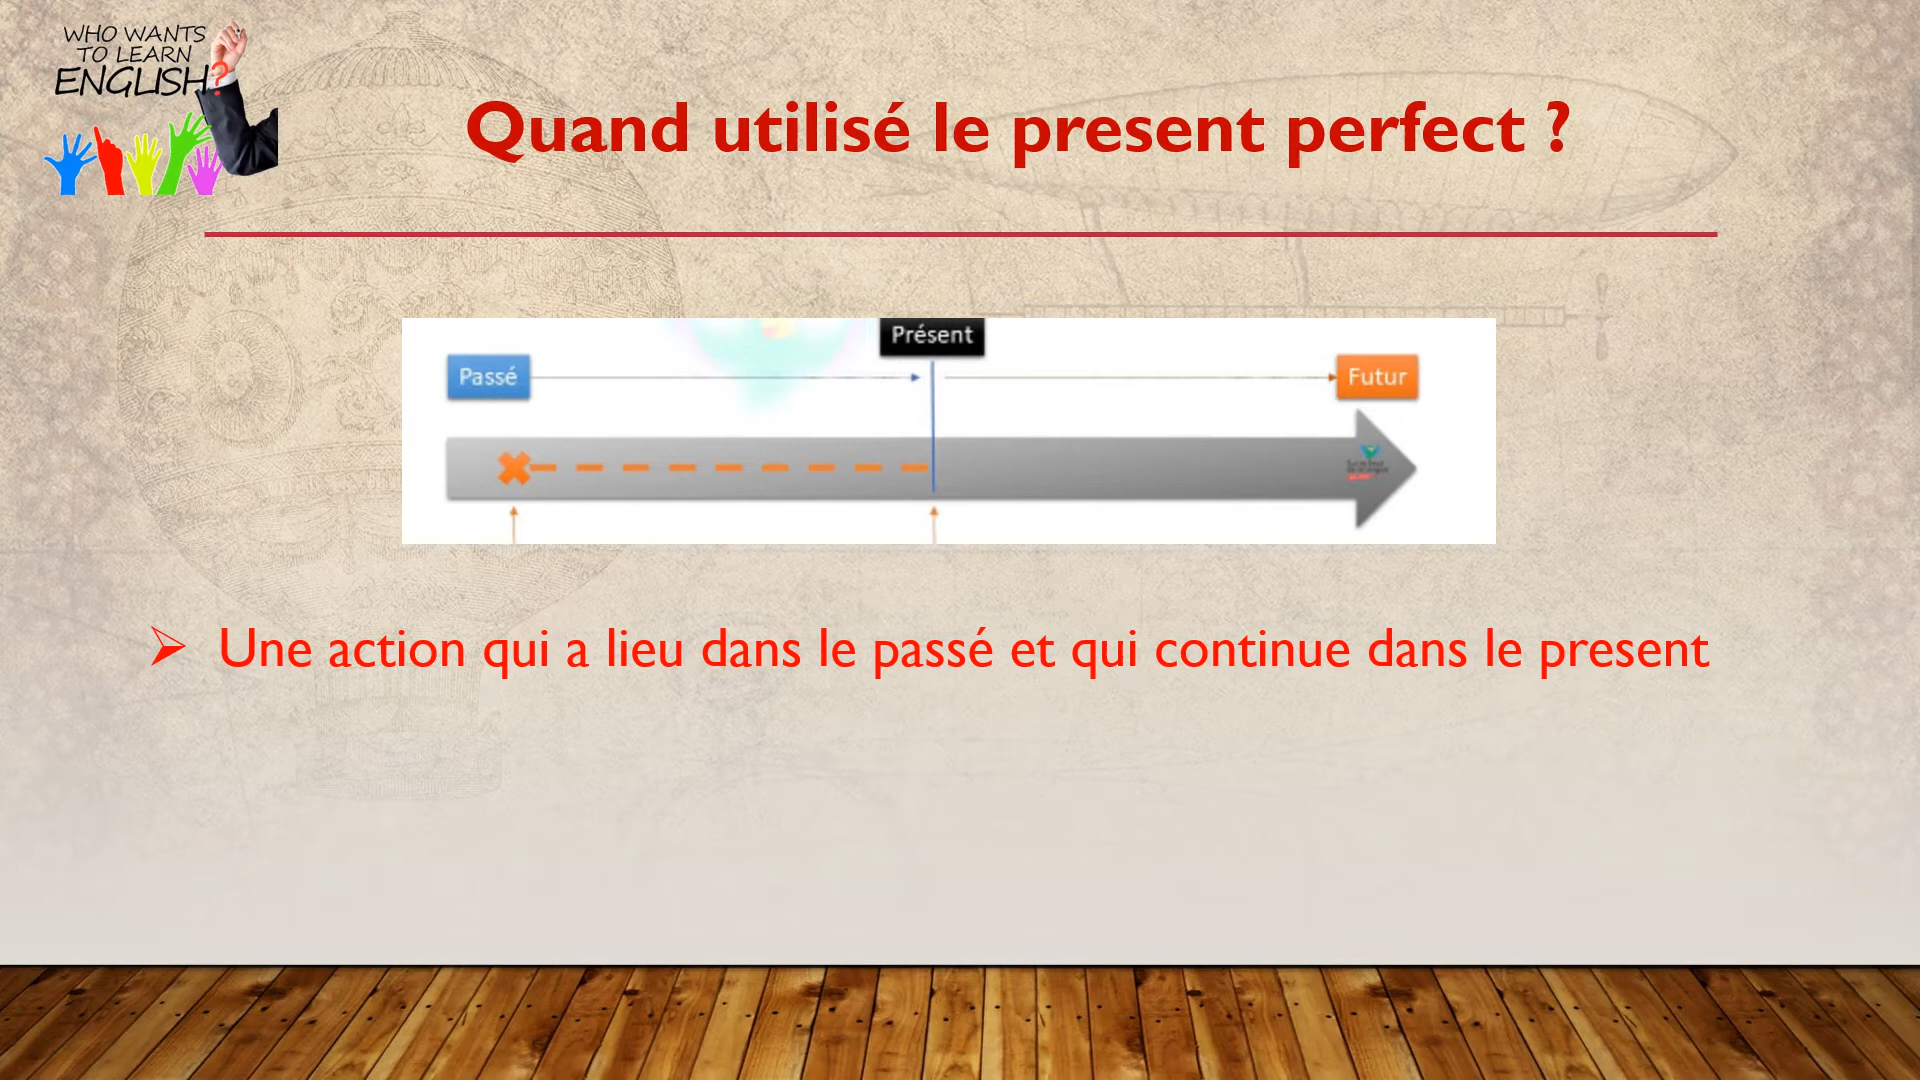 WHO WANTS
TO LEARN
ENGLISH?
Quand utilisé le present perfect ?
Présent
Passé
Futur
Une action qui a lieu dans le passé et qui continue dans le present